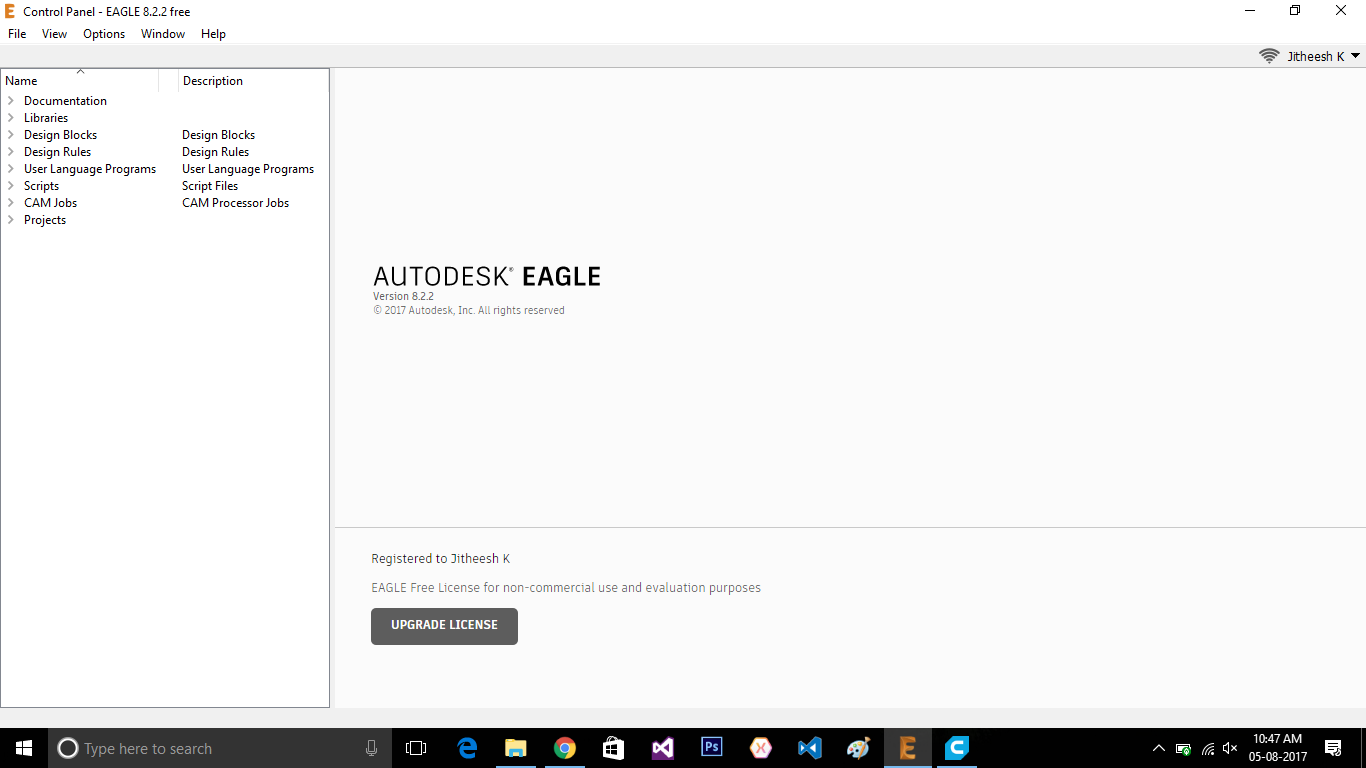 Control Panel - EAGLE 8.2.2 free
File View Options Window Help
Jitheesh K
Name Description
Documentation
Libraries
Design Blocks Design Blocks
Design Rules Design Rules
User Language Programs User Language Programs
Scripts Script Files
CAM Jobs CAM Processor Jobs
Projects
AUTODESK® EAGLE
Version 8.2.2
© 2017 Autodesk, Inc. All rights reserved
Registered to Jitheesh K
EAGLE Free License for non-commercial use and evaluation purposes
UPGRADE LICENSE
Type here to search
Ps
10:47 AM
05-08-2017